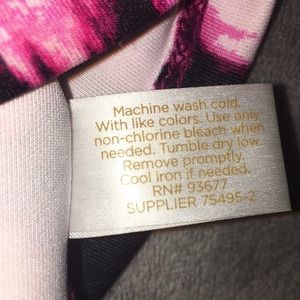 Machine wash cold.
With like colors. Use only
non-chlorine bleach when
needed. Tumble dry low.
Remove promptly.
Cool iron if needed.
RN# 93677
SUPPLIER 75495-2